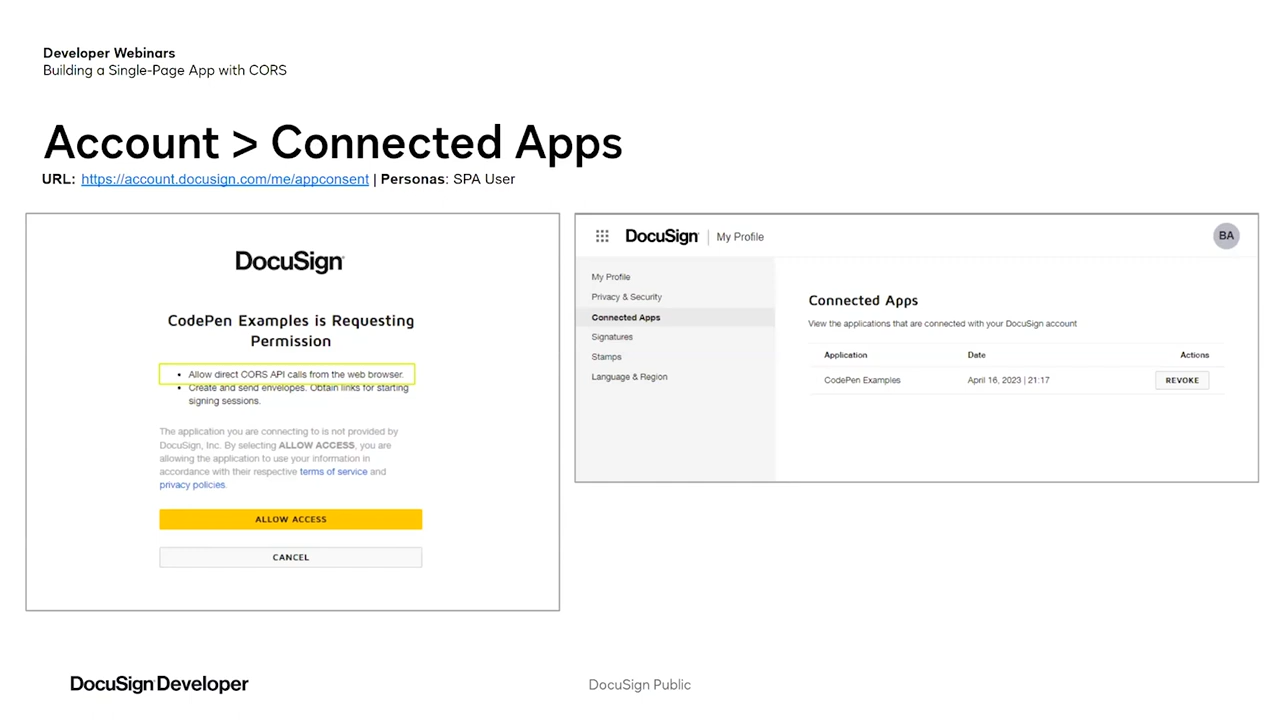 Developer Webinars
Building a Single-Page App with CORS
Account > Connected Apps
URL: https://account.docusign.com/me/appconsent | Personas: SPA User
DocuSign
CodePen Examples is Requesting
Permission
• Allow direct CORS API calls from the web browser.
• Create and send envelopes. Obtain links for starting
signing sessions.
The application you are connecting to is not provided by
DocuSign, Inc. By selecting ALLOW ACCESS, you are
allowing the application to use your information in
accordance with their respective terms of service and
privacy policies.
ALLOW ACCESS
CANCEL
DocuSign | My Profile
BA
My Profile
Privacy & Security
Connected Apps
Signatures
Stamps
Language & Region
Connected Apps
View the applications that are connected with your DocuSign account
Application Date Actions
CodePen Examples April 16, 2023 | 21:17 REVOKE
DocuSign Developer
DocuSign Public